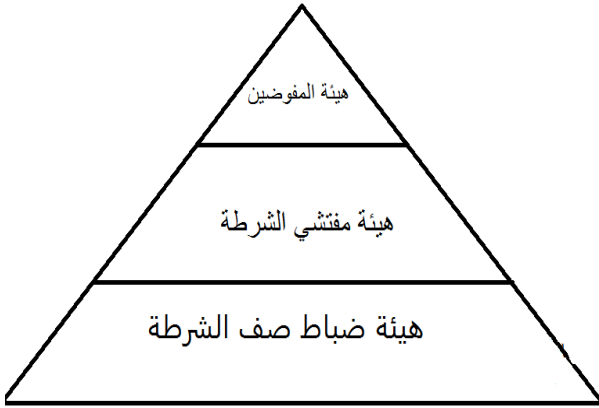 هيئة المفوضين
هيئة مفتشي الشرطة
هيئة ضباط صف الشرطة